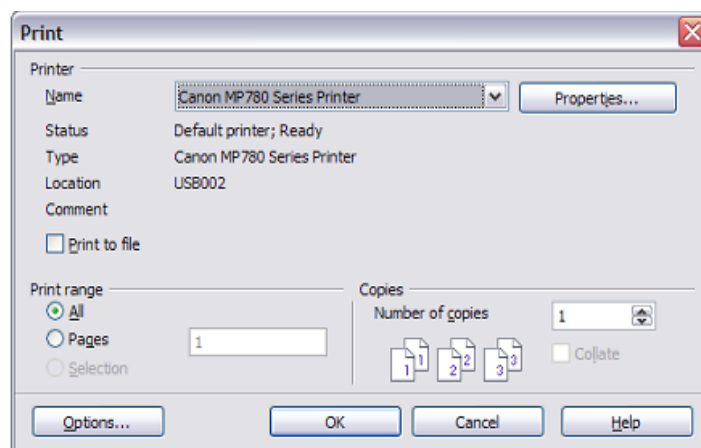 Print
Printer
Name Canon MP780 Series Printer Properties...
Status Default printer; Ready
Type Canon MP780 Series Printer
Location USB002
Comment
Print to file
Print range
All
Pages 1
Selection
Copies
Number of copies 1
1 1 2 2 3 3
Collate
Options... OK Cancel Help